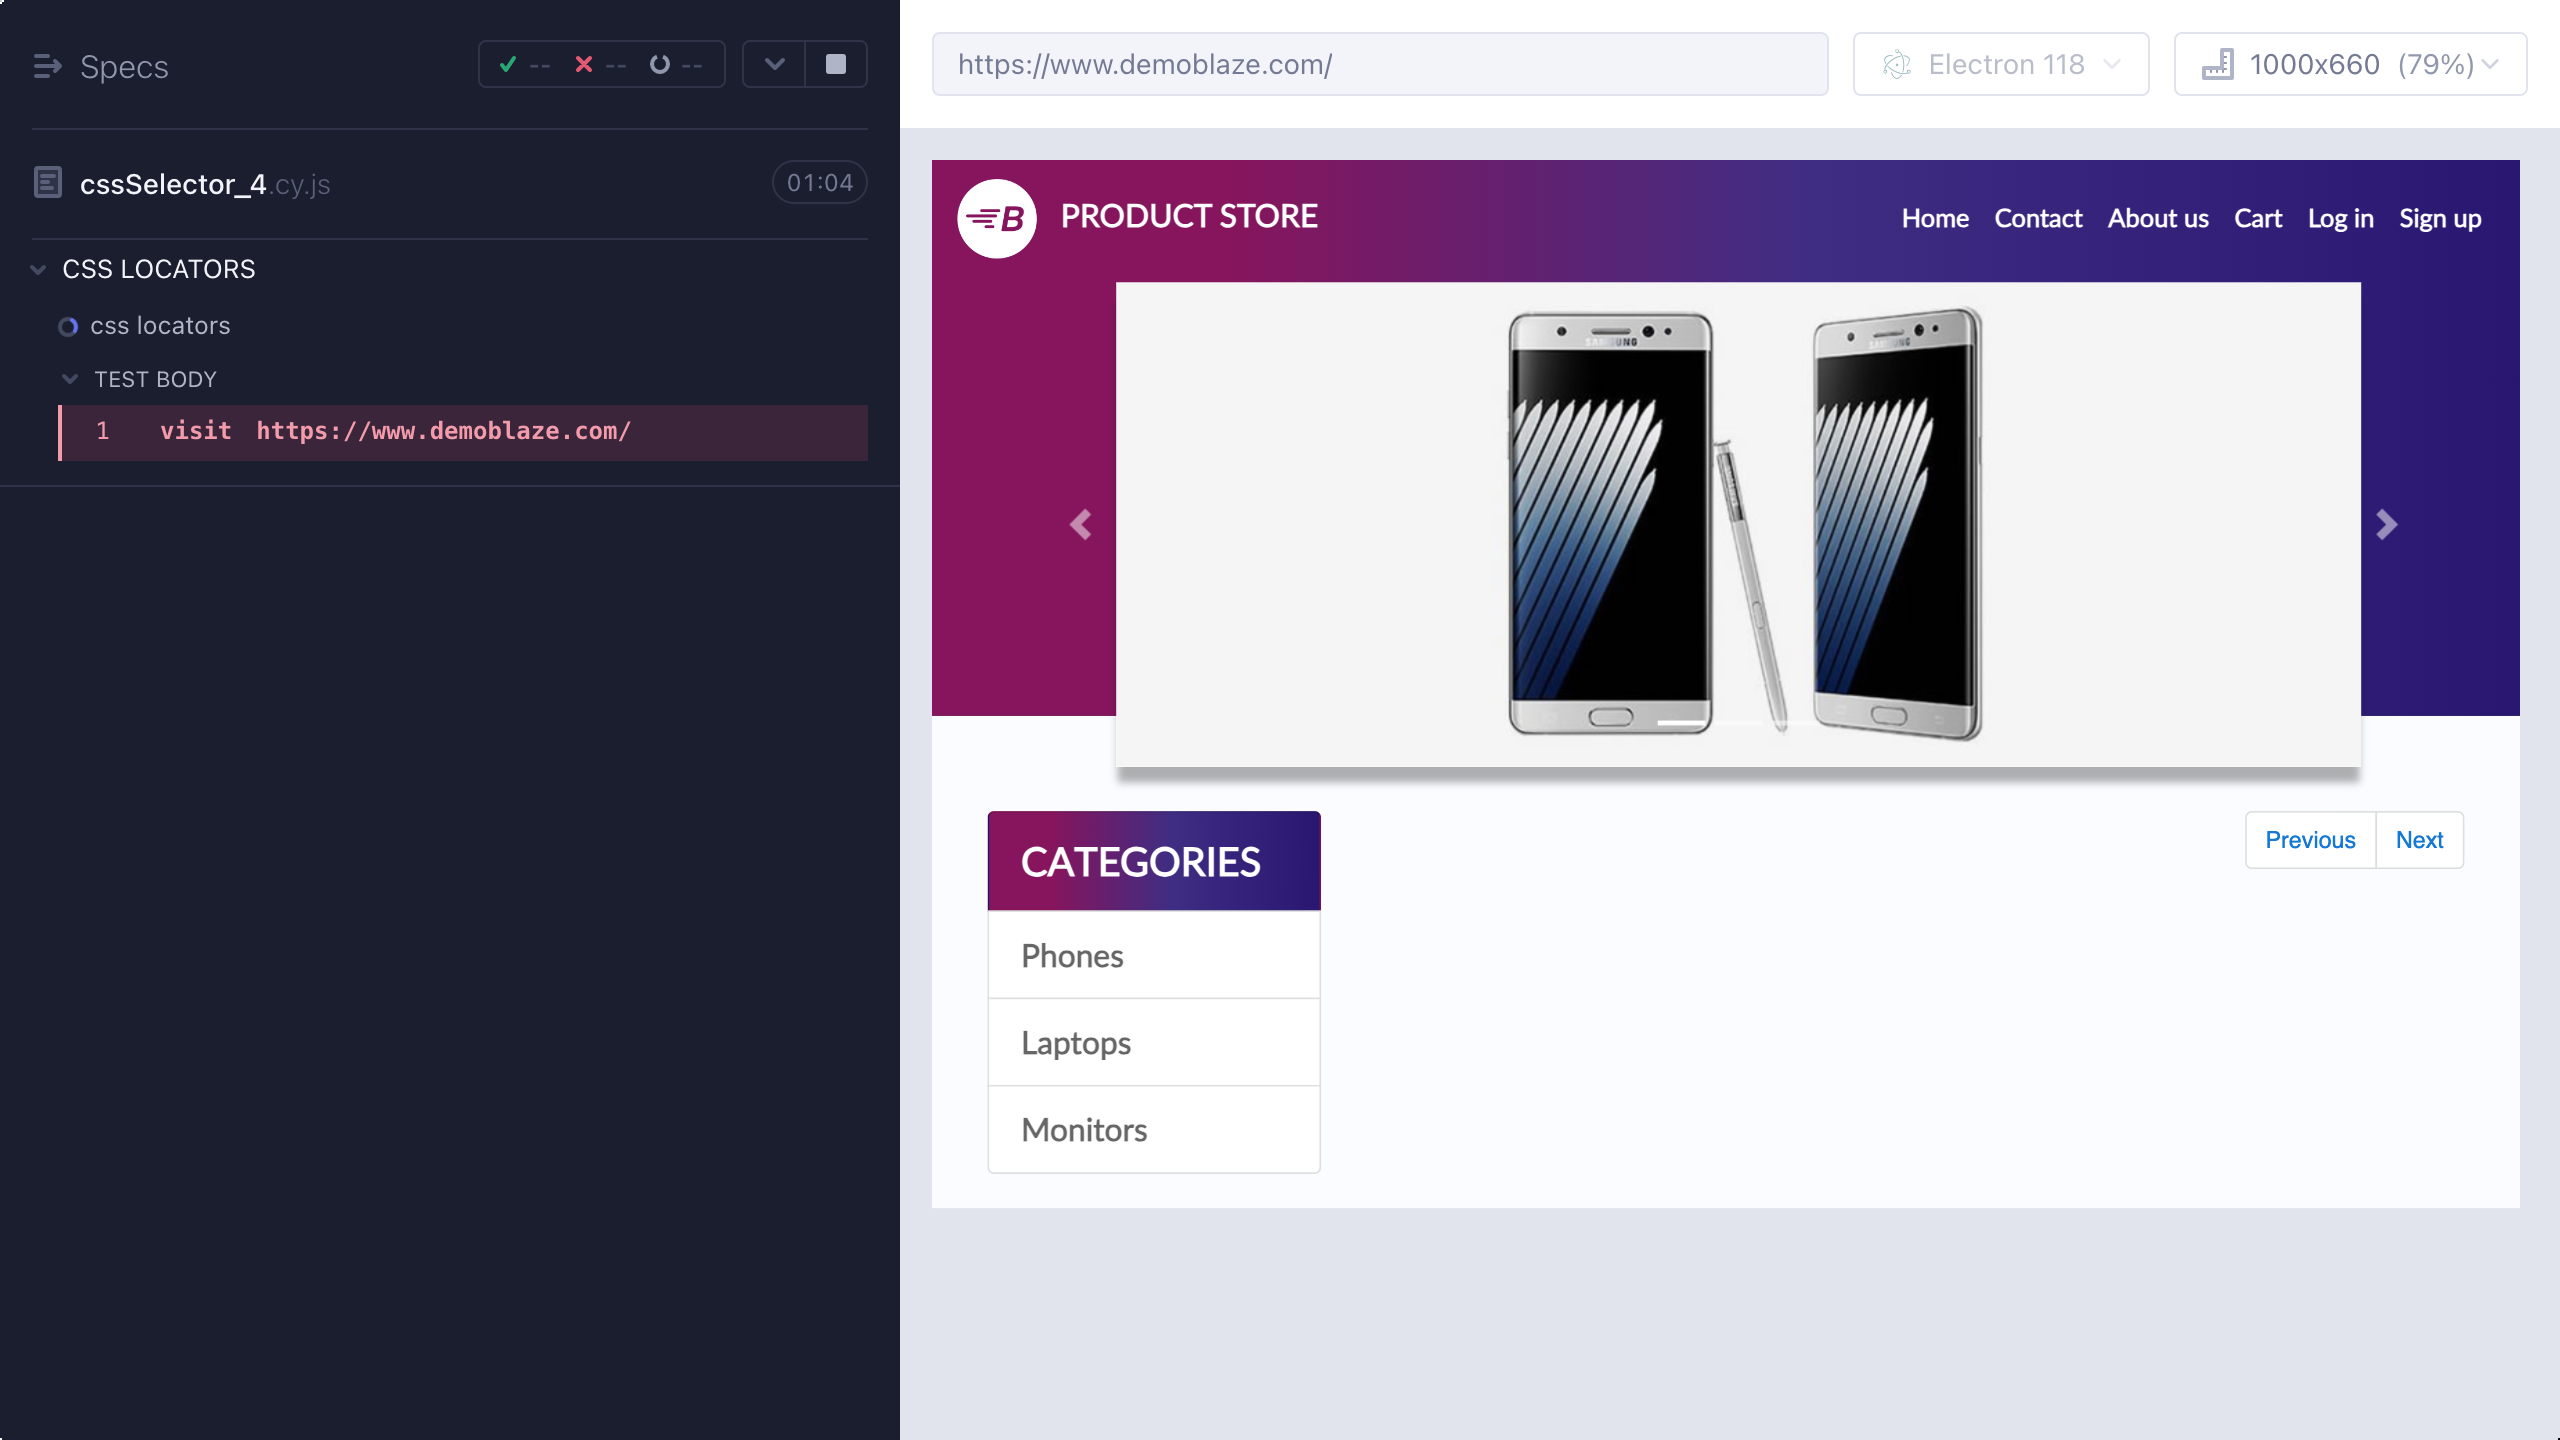 Specs
-- -- --
https://www.demoblaze.com/
Electron 118
1000x660 (79%)
cssSelector_4.cy.js
01:04
CSS LOCATORS
css locators
TEST BODY
1 visit https://www.demoblaze.com/
B
PRODUCT STORE
Home Contact About us Cart Log in Sign up
SAMSUNG
SAMSUNG
CATEGORIES
Phones
Laptops
Monitors
Previous Next